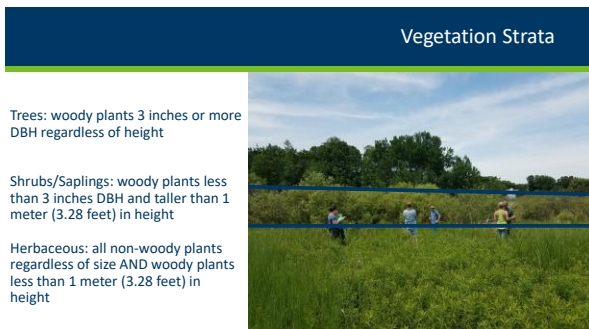 Vegetation Strata
Trees: woody plants 3 inches or more
DBH regardless of height
Shrubs/Saplings: woody plants less
than 3 inches DBH and taller than 1
meter (3.28 feet) in height
Herbaceous: all non-woody plants
regardless of size AND woody plants
less than 1 meter (3.28 feet) in
height